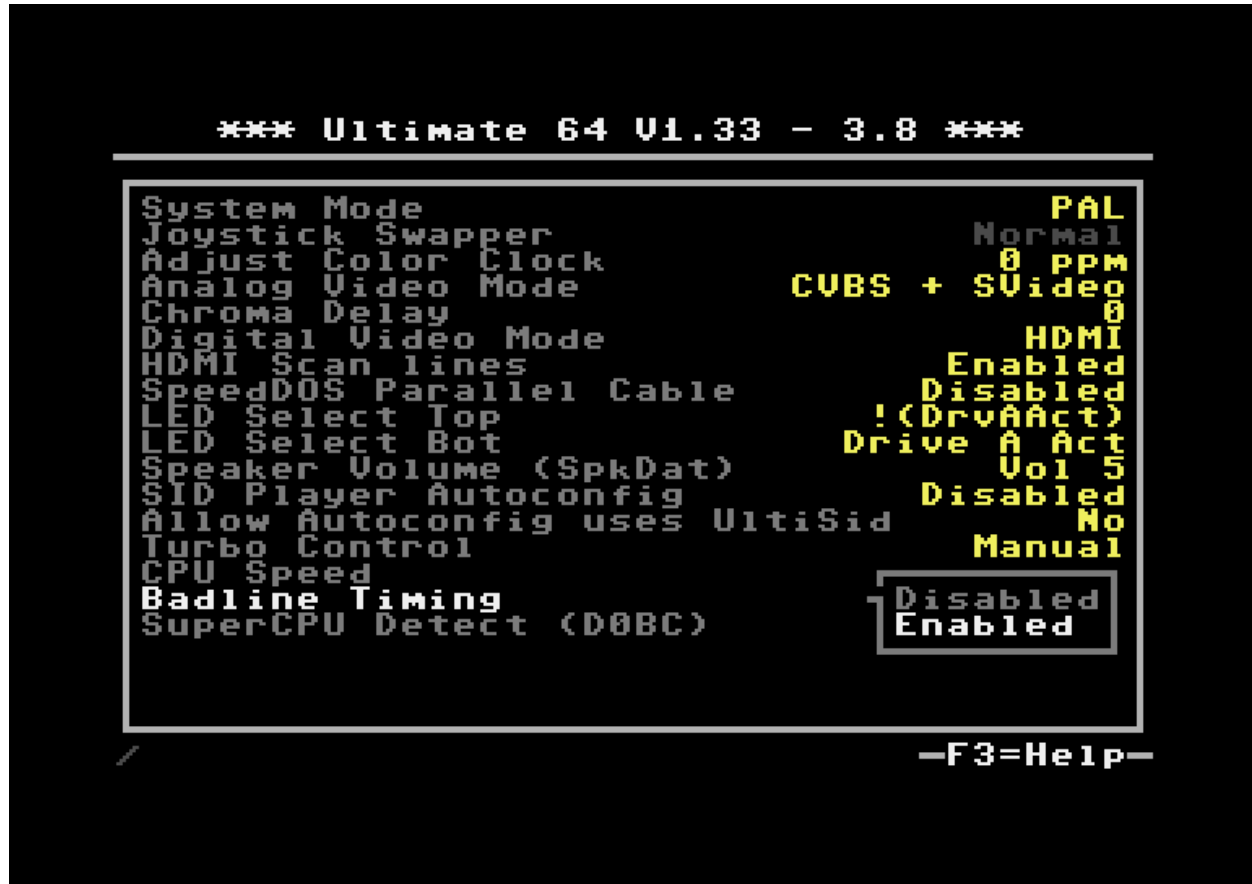 *** Ultimate 64 V1.33 - 3.8 ***
System Mode PAL
Joystick Swapper Normal
Adjust Color Clock 0 ppm
Analog Video Mode CVBS + SVideo
Chroma Delay 0
Digital Video Mode HDMI
HDMI Scan lines Enabled
SpeedDOS Parallel Cable Disabled
LED Select Top !(DrvAAct)
LED Select Bot Drive A Act
Speaker Volume (SpkDat) Vol 5
SID Player Autoconfig Disabled
Allow Autoconfig uses UltiSid No
Turbo Control Manual
CPU Speed
Badline Timing Disabled
SuperCPU Detect (D0BC) Enabled
/ F3=Help